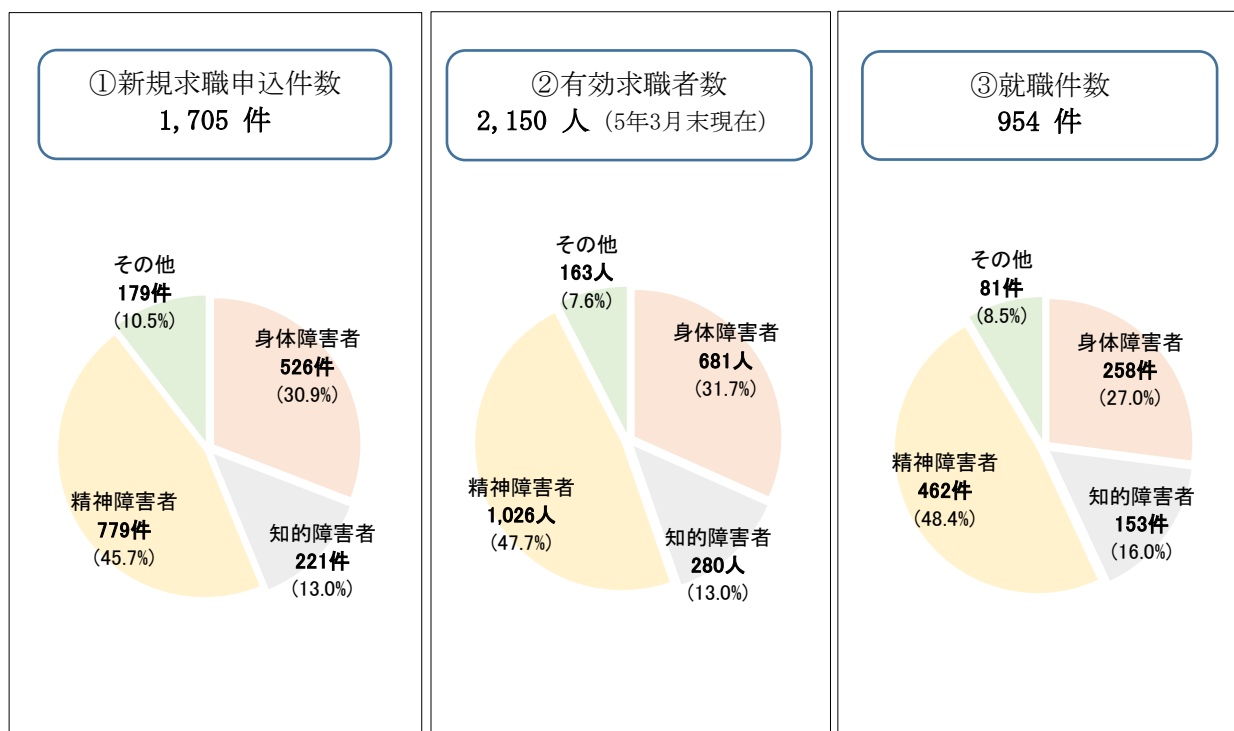 ①新規求職申込件数
1,705 件
その他
179件
(10.5%)
身体障害者
526件
(30.9%)
精神障害者
779件
(45.7%)
知的障害者
221件
(13.0%)
②有効求職者数
2,150 人 (5年3月末現在)
その他
163人
(7.6%)
身体障害者
681人
(31.7%)
精神障害者
1,026人
(47.7%)
知的障害者
280人
(13.0%)
③就職件数
954 件
その他
81件
(8.5%)
身体障害者
258件
(27.0%)
精神障害者
462件
(48.4%)
知的障害者
153件
(16.0%)